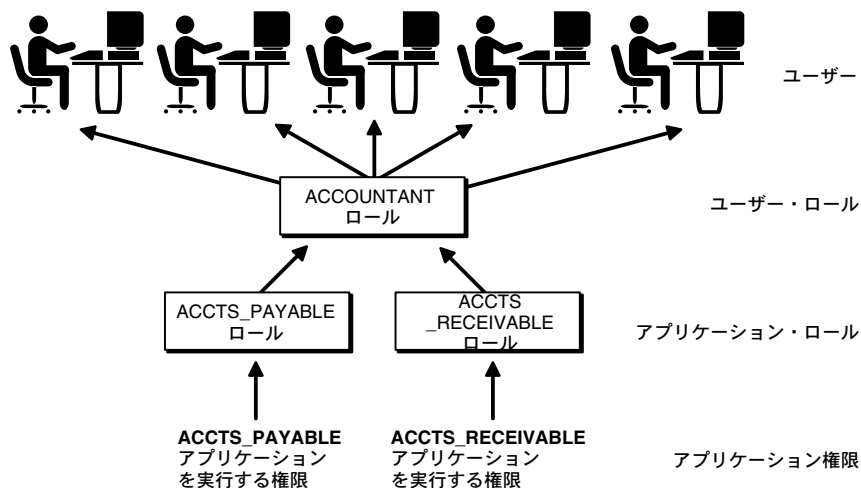 ユーザー
ACCOUNTANT
ロール
ユーザー・ロール
ACCTS_PAYABLE
ロール
ACCTS
_RECEIVABLE
ロール
アプリケーション・ロール
ACCTS_PAYABLE
アプリケーション
を実行する権限
ACCTS_RECEIVABLE
アプリケーション
を実行する権限
アプリケーション権限